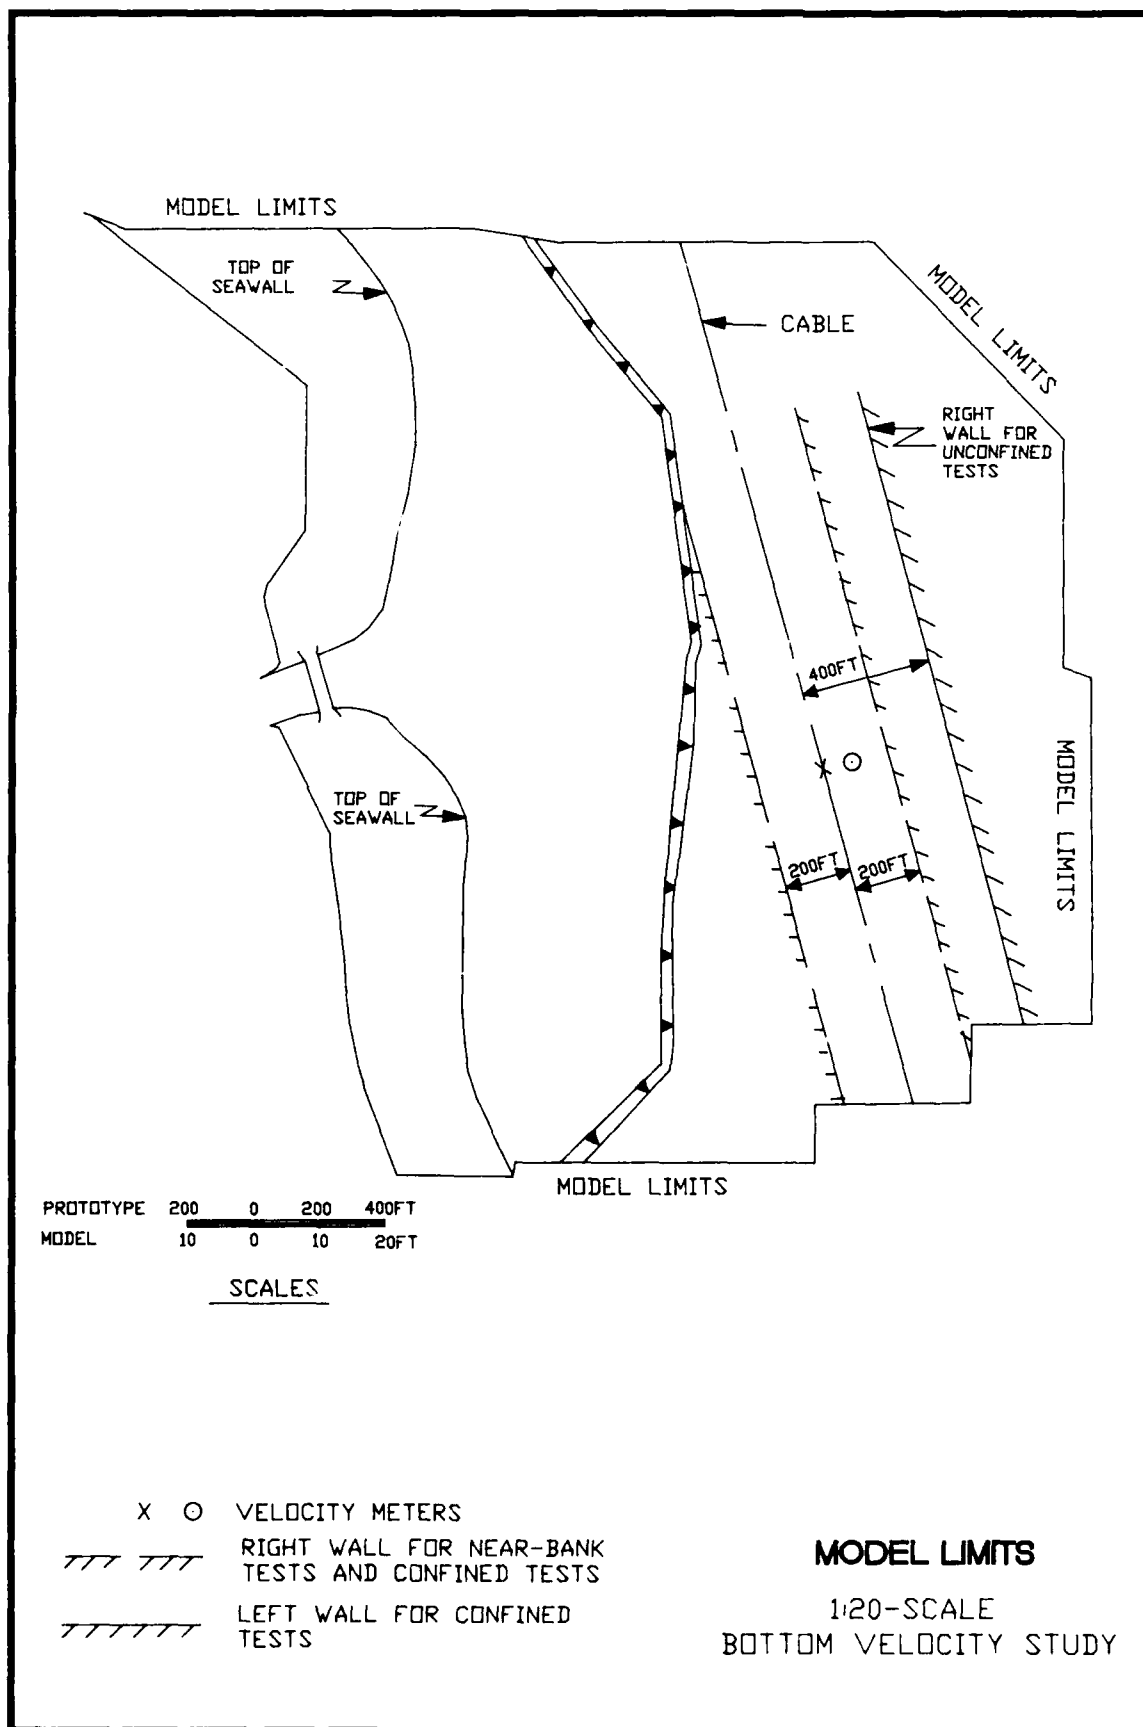 MODEL LIMITS
TOP OF
SEAWALL
CABLE
MODEL LIMITS
RIGHT
WALL FOR
UNCONFINED
TESTS
400FT
MODEL LIMITS
TOP OF
SEAWALL
200FT
200FT
MODEL LIMITS
PROTOTYPE 200 0 200 400FT
MODEL 10 0 10 20FT
SCALES
X ⊙ VELOCITY METERS
RIGHT WALL FOR NEAR-BANK
TESTS AND CONFINED TESTS
LEFT WALL FOR CONFINED
TESTS
MODEL LIMITS
1:20-SCALE
BOTTOM VELOCITY STUDY